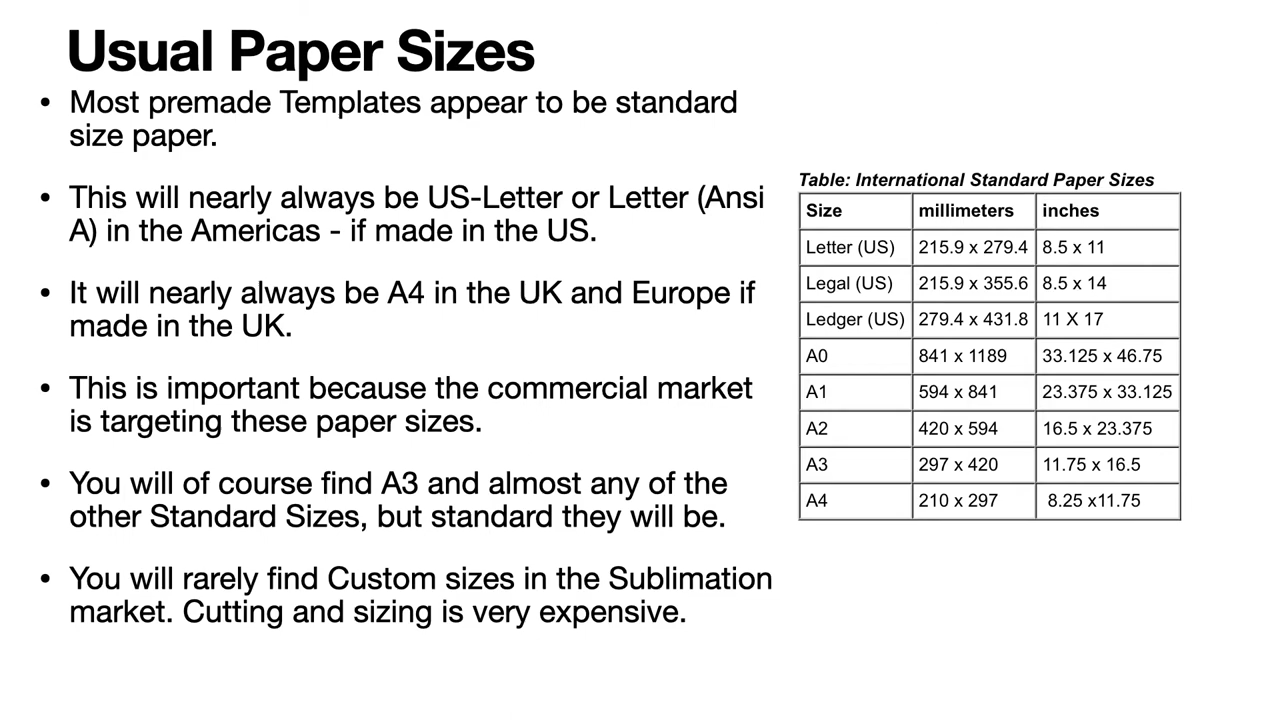 Usual Paper Sizes
• Most premade Templates appear to be standard
size paper.
• This will nearly always be US-Letter or Letter (Ansi
A) in the Americas - if made in the US.
• It will nearly always be A4 in the UK and Europe if
made in the UK.
• This is important because the commercial market
is targeting these paper sizes.
• You will of course find A3 and almost any of the
other Standard Sizes, but standard they will be.
• You will rarely find Custom sizes in the Sublimation
market. Cutting and sizing is very expensive.
Table: International Standard Paper Sizes
Size millimeters inches
Letter (US) 215.9 x 279.4 8.5 x 11
Legal (US) 215.9 x 355.6 8.5 x 14
Ledger (US) 279.4 x 431.8 11 X 17
A0 841 x 1189 33.125 x 46.75
A1 594 x 841 23.375 x 33.125
A2 420 x 594 16.5 x 23.375
A3 297 x 420 11.75 x 16.5
A4 210 x 297 8.25 x11.75